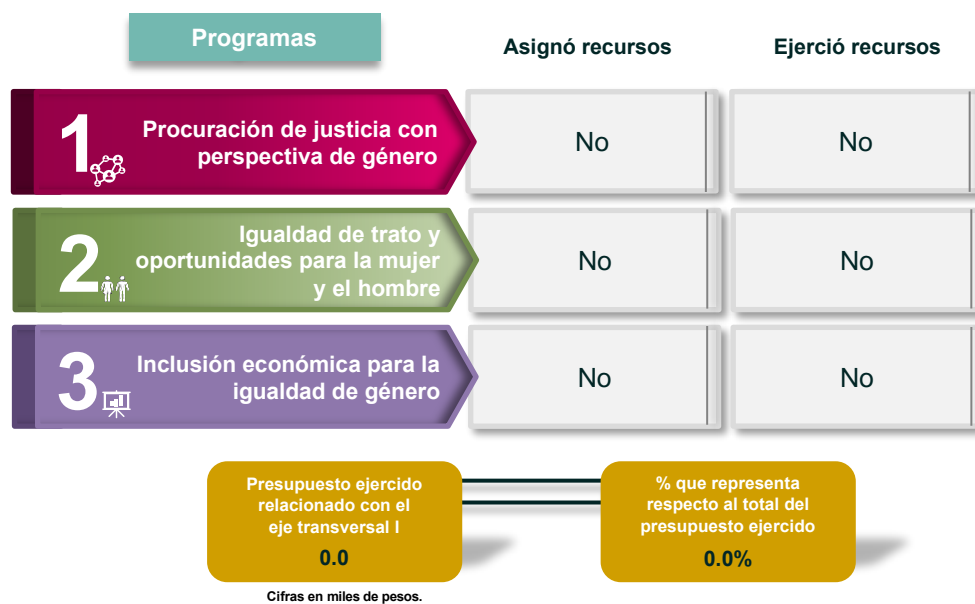 Programas
Asignó recursos
Ejerció recursos
1
Procuración de justicia con
perspectiva de género
No
No
2
Igualdad de trato y
oportunidades para la mujer
y el hombre
No
No
3
Inclusión económica para la
igualdad de género
No
No
Presupuesto ejercido
relacionado con el
eje transversal I
0.0
% que representa
respecto al total del
presupuesto ejercido
0.0%
Cifras en miles de pesos.